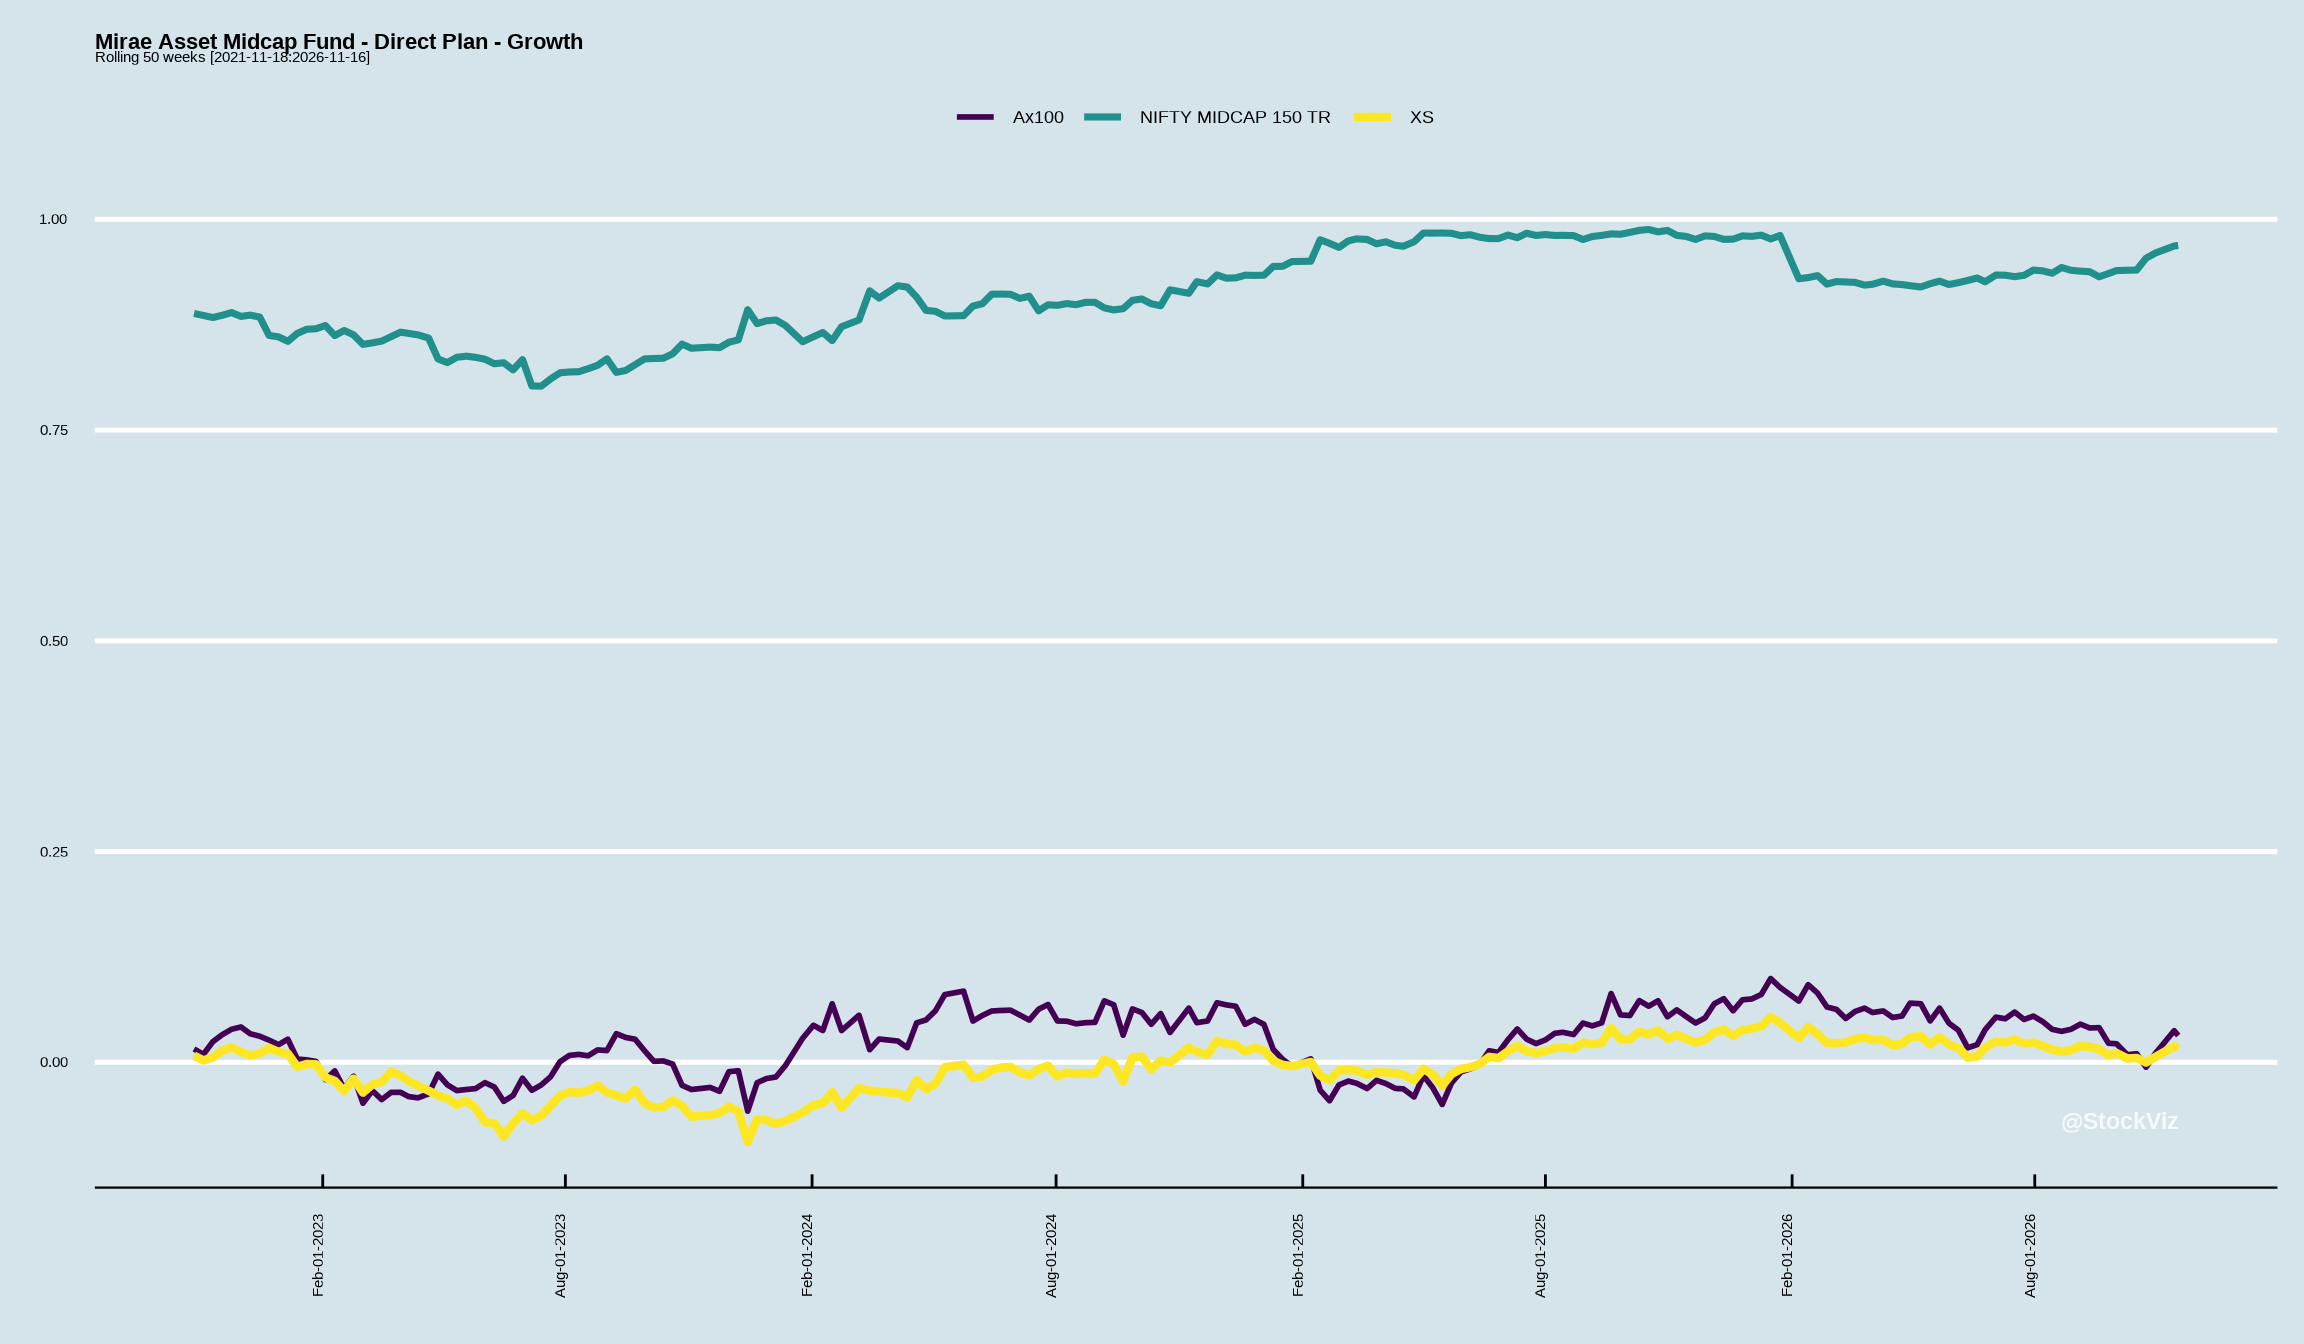 Mirae Asset Midcap Fund - Direct Plan - Growth
Rolling 50 weeks [2021-11-18:2026-11-16]
Ax100 NIFTY MIDCAP 150 TR XS
1.00
0.75
0.50
0.25
0.00
@StockViz
Feb-01-2023
Aug-01-2023
Feb-01-2024
Aug-01-2024
Feb-01-2025
Aug-01-2025
Feb-01-2026
Aug-01-2026